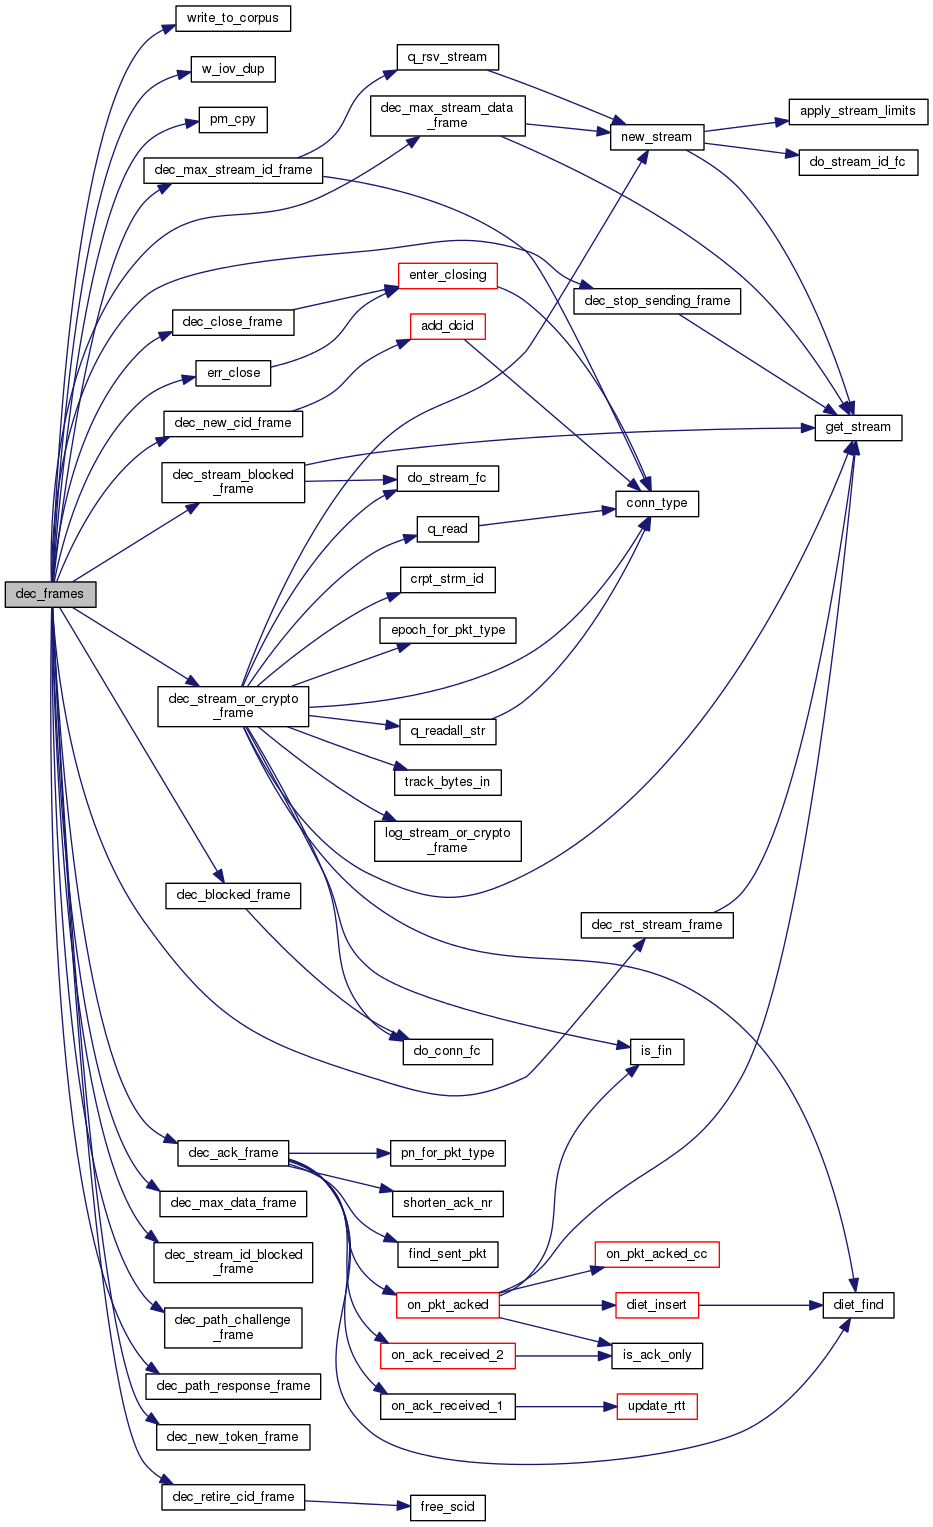 write_to_corpus
q_rsv_stream
w_iov_dup
dec_max_stream_data
_frame
apply_stream_limits
pm_cpy
new_stream
do_stream_id_fc
dec_max_stream_id_frame
enter_closing
dec_stop_sending_frame
dec_close_frame
add_dcid
err_close
dec_new_cid_frame
get_stream
dec_stream_blocked
_frame
do_stream_fc
conn_type
q_read
crpt_strm_id
dec_frames
epoch_for_pkt_type
dec_stream_or_crypto
_frame
q_readall_str
track_bytes_in
log_stream_or_crypto
_frame
dec_blocked_frame
dec_rst_stream_frame
do_conn_fc
is_fin
dec_ack_frame
pn_for_pkt_type
dec_max_data_frame
shorten_ack_nr
dec_stream_id_blocked
_frame
find_sent_pkt
on_pkt_acked_cc
on_pkt_acked
diet_insert
diet_find
dec_path_challenge
_frame
on_ack_received_2
is_ack_only
dec_path_response_frame
on_ack_received_1
update_rtt
dec_new_token_frame
dec_retire_cid_frame
free_scid